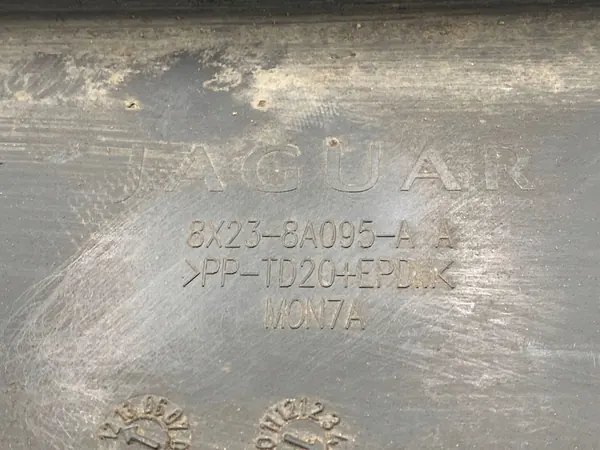 JAGUAR
8X23-8A095-A A
>PP-TD20+EPDM<
MON7A